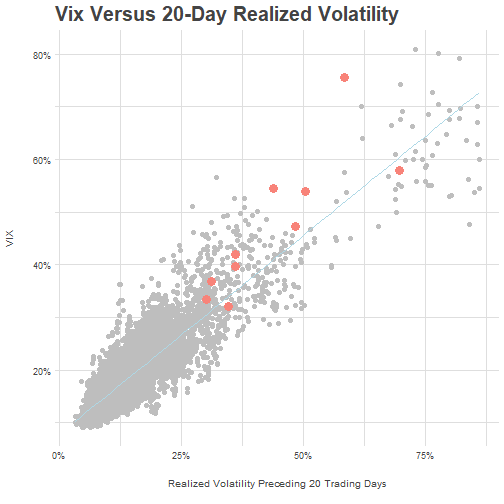 Vix Versus 20-Day Realized Volatility
80%
60%
40%
20%
VIX
0%
25%
50%
75%
Realized Volatility Preceding 20 Trading Days